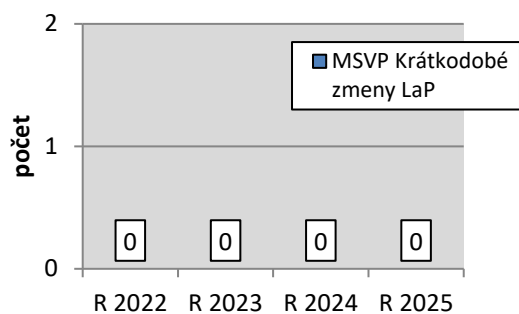 2
MSVP Krátkodobé
zmeny LaP
počet
1
0 0 0 0
0
R 2022 R 2023 R 2024 R 2025